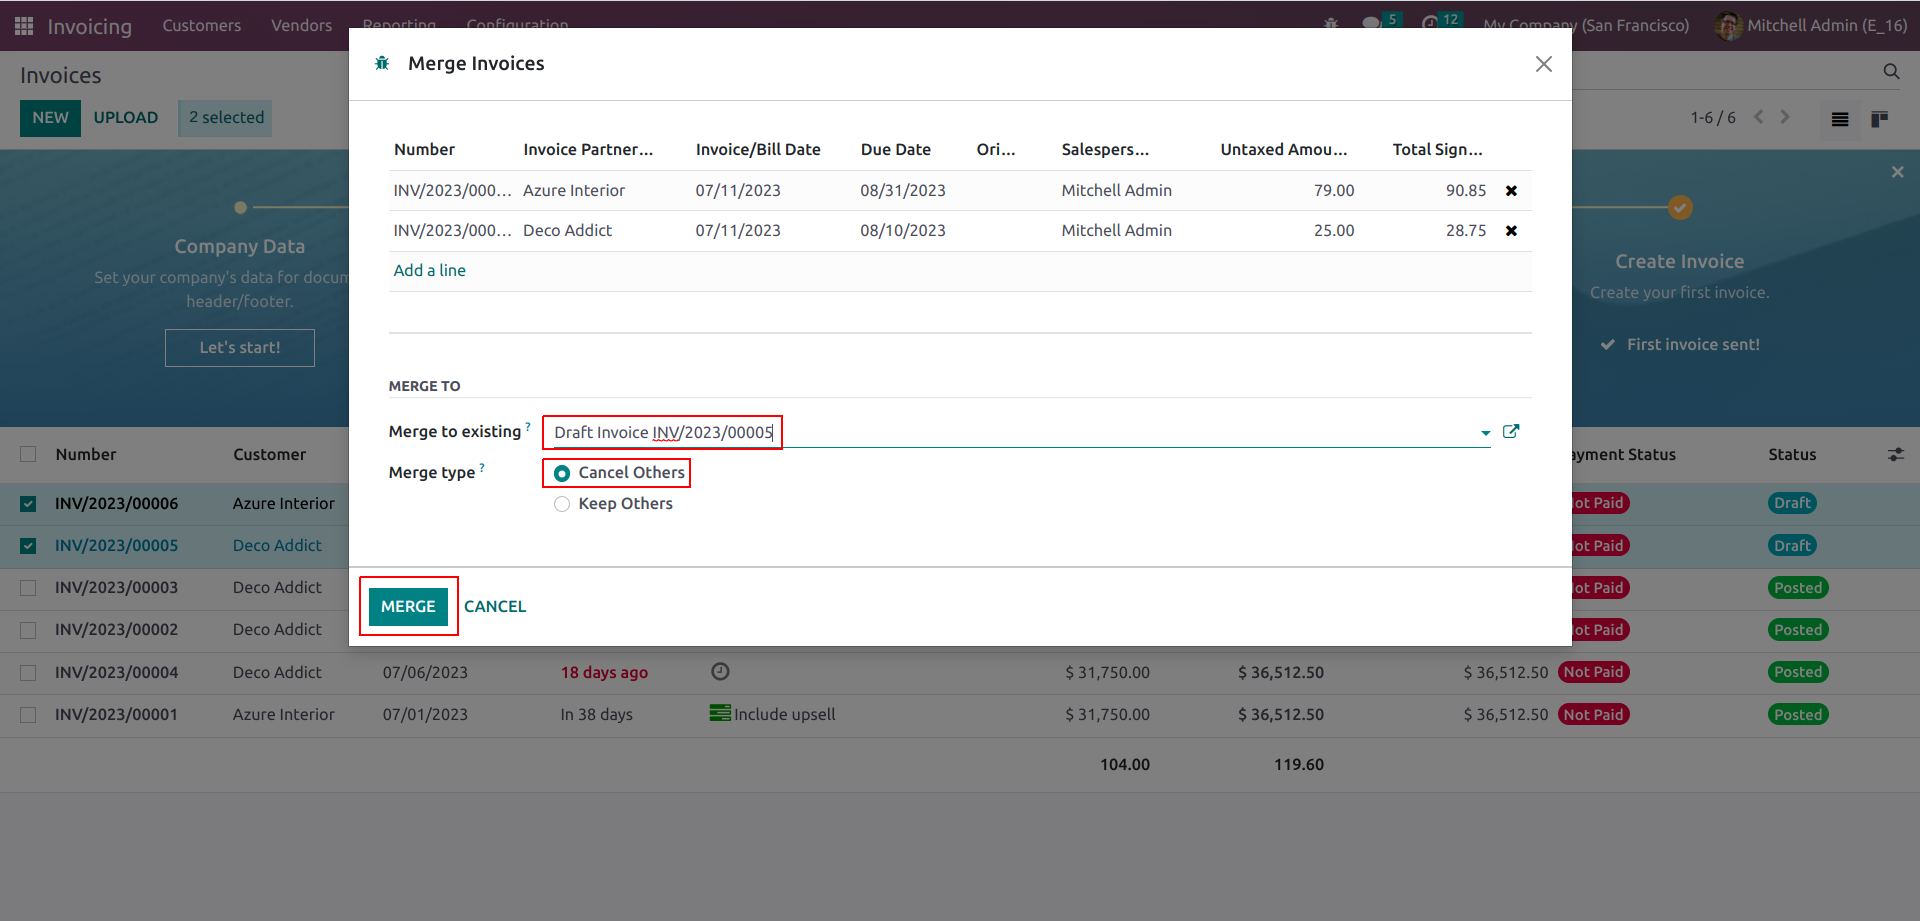 Invoicing Customers Vendors Reporting Configuration 5 12 My Company (San Francisco) Mitchell Admin (E_16)
Invoices
NEW UPLOAD 2 selected
1-6 / 6
Merge Invoices
Number Invoice Partner... Invoice/Bill Date Due Date Ori... Salespers... Untaxed Amou... Total Sign...
INV/2023/000... Azure Interior 07/11/2023 08/31/2023 Mitchell Admin 79.00 90.85
INV/2023/000... Deco Addict 07/11/2023 08/10/2023 Mitchell Admin 25.00 28.75
Add a line
MERGE TO
Merge to existing ? Draft Invoice INV/2023/00005
Merge type ? Cancel Others
Keep Others
MERGE CANCEL
Company Data
Set your company's data for docum
header/footer.
Let's start!
Create Invoice
Create your first invoice.
First invoice sent!
Number Customer ayment Status Status
INV/2023/00006 Azure Interior ot Paid Draft
INV/2023/00005 Deco Addict ot Paid Draft
INV/2023/00003 Deco Addict ot Paid Posted
INV/2023/00002 Deco Addict ot Paid Posted
INV/2023/00004 Deco Addict 07/06/2023 18 days ago $ 31,750.00 $ 36,512.50 $ 36,512.50 Not Paid Posted
INV/2023/00001 Azure Interior 07/01/2023 In 38 days Include upsell $ 31,750.00 $ 36,512.50 $ 36,512.50 Not Paid Posted
104.00 119.60